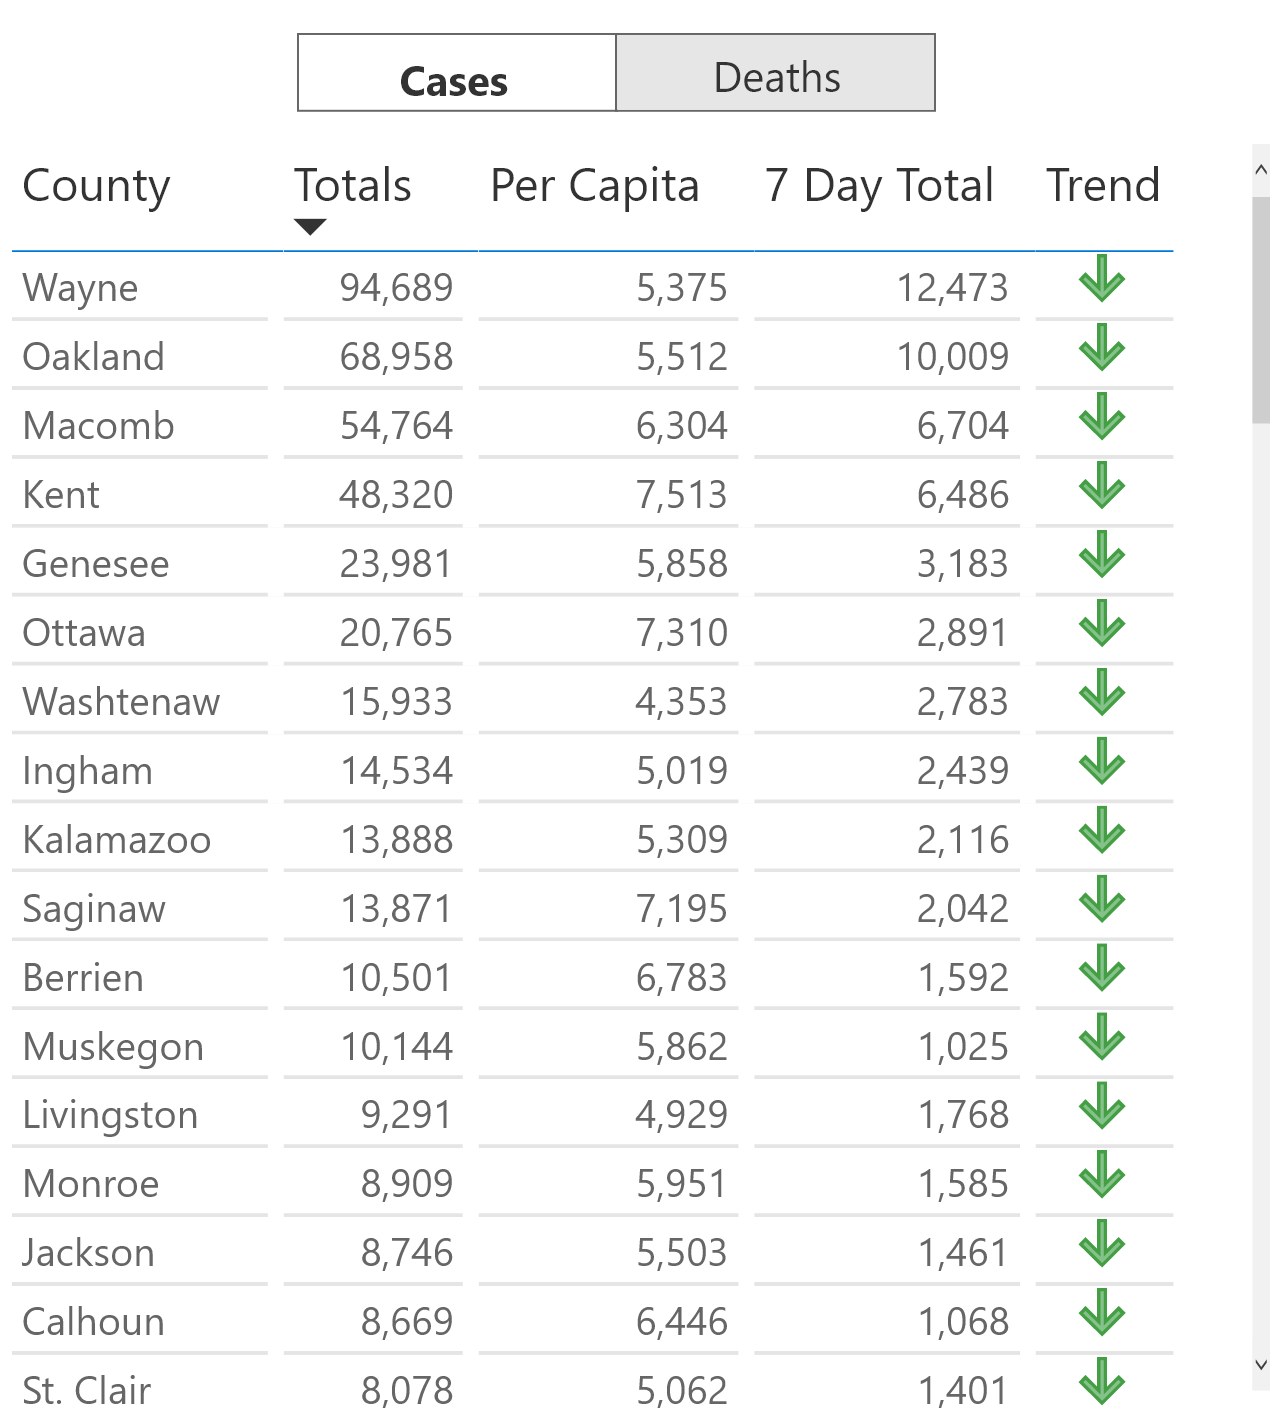 Cases Deaths
County Totals Per Capita 7 Day Total Trend
Wayne 94,689 5,375 12,473
Oakland 68,958 5,512 10,009
Macomb 54,764 6,304 6,704
Kent 48,320 7,513 6,486
Genesee 23,981 5,858 3,183
Ottawa 20,765 7,310 2,891
Washtenaw 15,933 4,353 2,783
Ingham 14,534 5,019 2,439
Kalamazoo 13,888 5,309 2,116
Saginaw 13,871 7,195 2,042
Berrien 10,501 6,783 1,592
Muskegon 10,144 5,862 1,025
Livingston 9,291 4,929 1,768
Monroe 8,909 5,951 1,585
Jackson 8,746 5,503 1,461
Calhoun 8,669 6,446 1,068
St. Clair 8,078 5,062 1,401